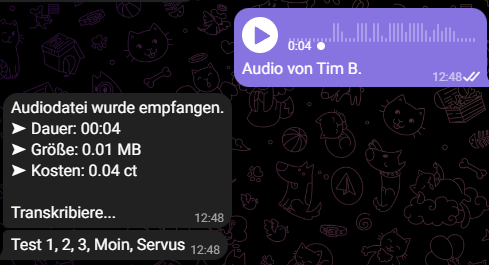 0:04
Audio von Tim B.
12:48
Audiodatei wurde empfangen.
➤ Dauer: 00:04
➤ Größe: 0.01 MB
➤ Kosten: 0.04 ct
Transkribiere...
12:48
Test 1, 2, 3, Moin, Servus 12:48